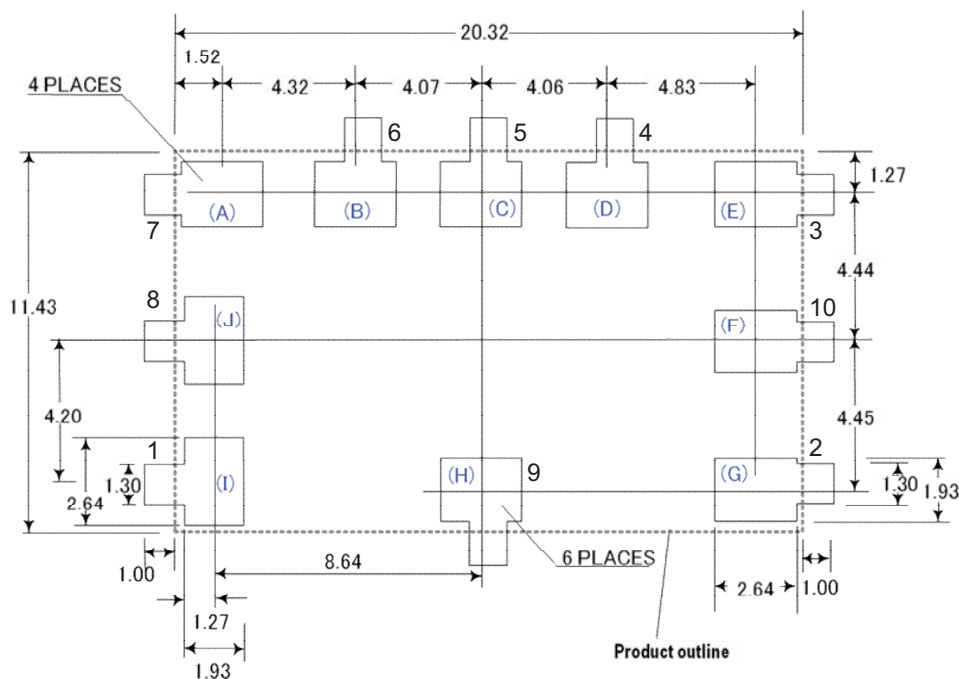 20.32
1.52
4.32
4.07
4.06
4.83
4 PLACES
6
5
4
1.27
(A)
(B)
(C)
(D)
(E)
7
3
4.44
11.43
8
(J)
(F)
10
4.20
4.45
1
(H)
9
(G)
2
1.30
2.64
(I)
1.30
1.93
6 PLACES
1.00
8.64
2.64
1.00
1.27
1.93
Product outline